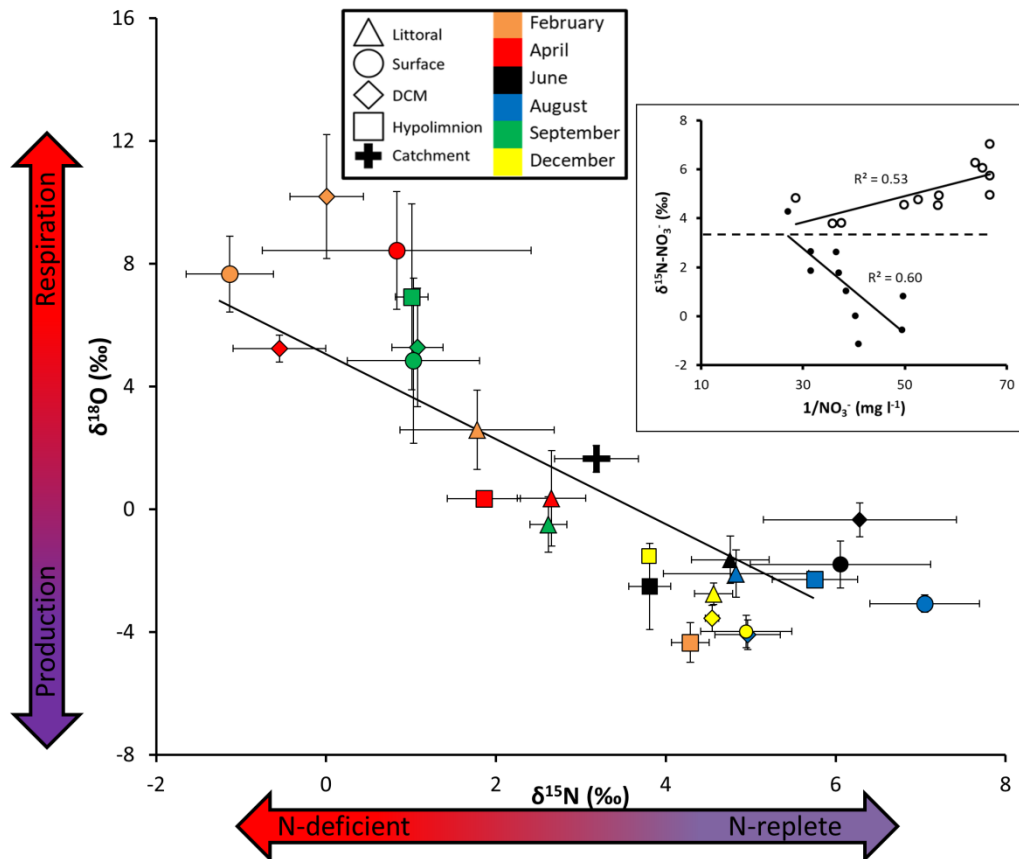 16
12
8
4
0
-4
-8
-2
0
2
4
6
8
δ¹⁸O (‰)
δ¹⁵N (‰)
Respiration
Production
N-deficient
N-replete
Littoral
Surface
DCM
Hypolimnion
Catchment
February
April
June
August
September
December
8
6
4
2
0
-2
10
30
50
70
δ¹⁵N-NO₃⁻ (‰)
1/NO₃⁻ (mg l⁻¹)
R² = 0.53
R² = 0.60